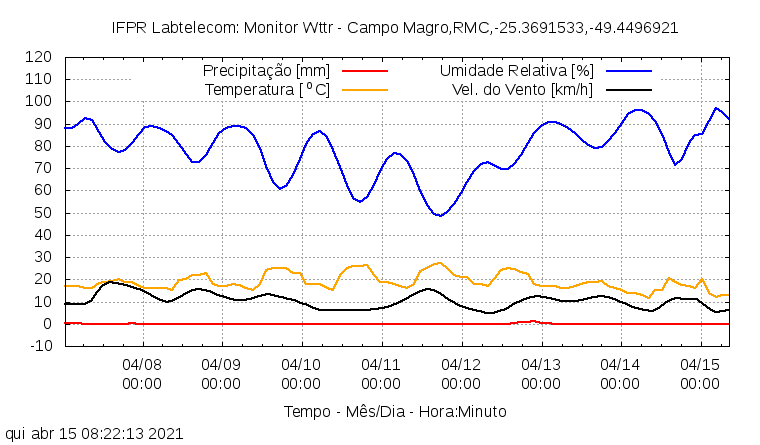 IFPR Labtelecom: Monitor Wttr - Campo Magro,RMC,-25.3691533,-49.4496921
120
110
100
90
80
70
60
50
40
30
20
10
0
-10
Precipitação [mm]
Temperatura [⁰C]
Umidade Relativa [%]
Vel. do Vento [km/h]
04/08 04/09 04/10 04/11 04/12 04/13 04/14 04/15
00:00 00:00 00:00 00:00 00:00 00:00 00:00 00:00
Tempo - Mês/Dia - Hora:Minuto
qui abr 15 08:22:13 2021